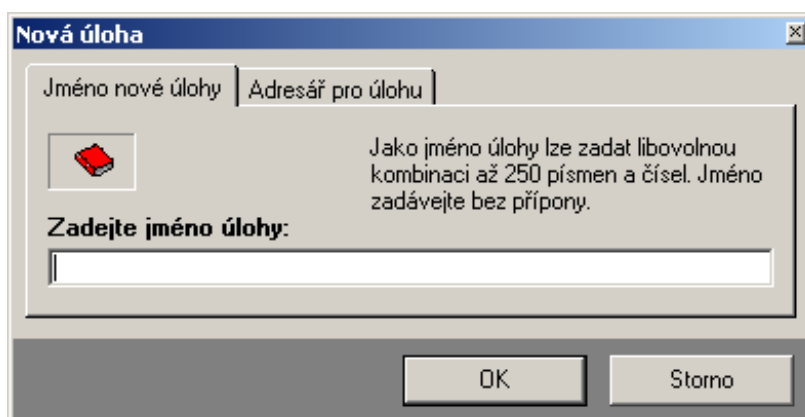 Nová úloha
Jméno nové úlohy Adresář pro úlohu
Jako jméno úlohy lze zadat libovolnou
kombinaci až 250 písmen a čísel. Jméno
zadávejte bez přípony.
Zadejte jméno úlohy:
OK Storno